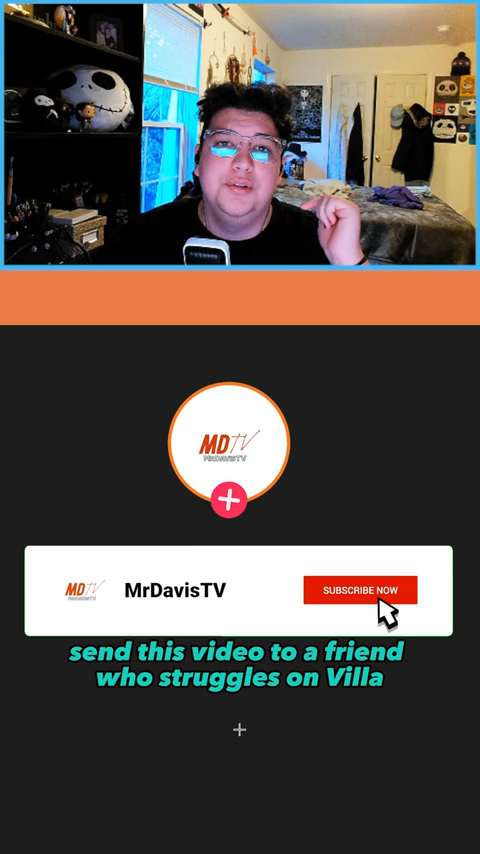 MDTV
MRDAVISTV
MDTV
MRDAVISTV
MrDavisTV
SUBSCRIBE NOW
send this video to a friend
who struggles on Villa